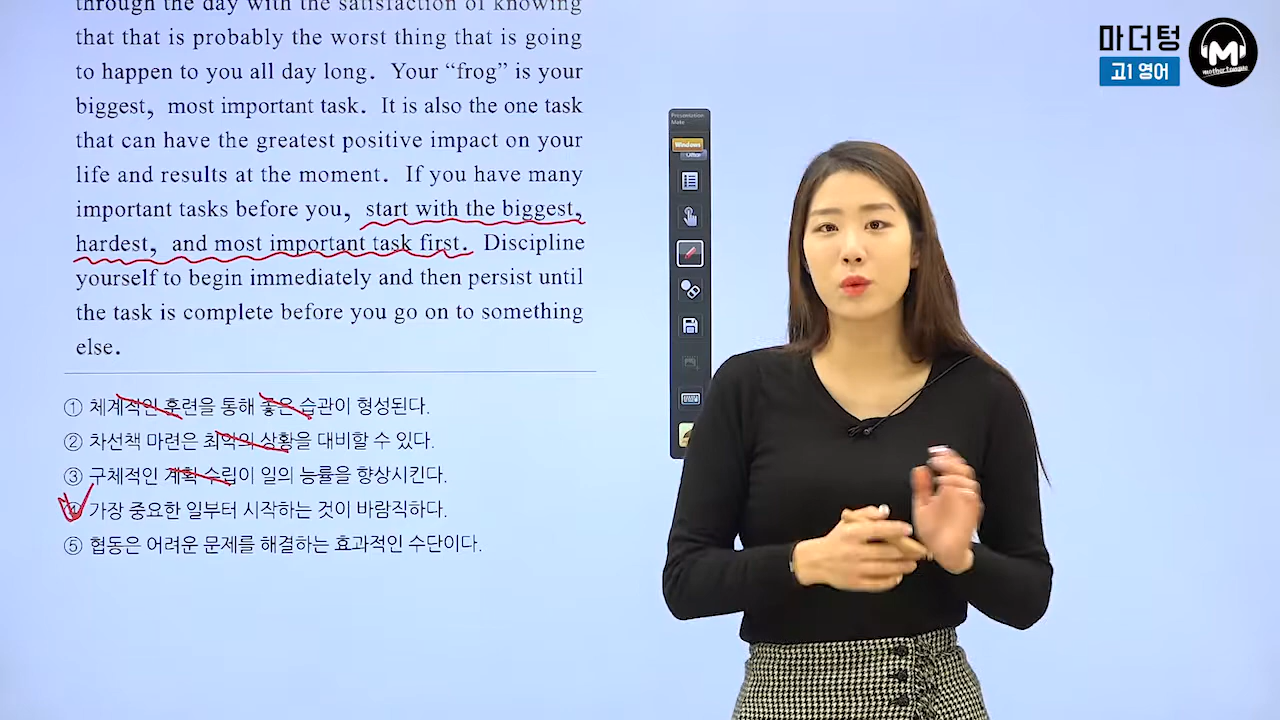 through the day with the satisfaction of knowing
that that is probably the worst thing that is going
to happen to you all day long. Your “frog” is your
biggest, most important task. It is also the one task
that can have the greatest positive impact on your
life and results at the moment. If you have many
important tasks before you, start with the biggest,
hardest, and most important task first. Discipline
yourself to begin immediately and then persist until
the task is complete before you go on to something
else.
① 체계적인 훈련을 통해 좋은 습관이 형성된다.
② 차선책 마련은 최악의 상황을 대비할 수 있다.
③ 구체적인 계획 수립이 일의 능률을 향상시킨다.
④ 가장 중요한 일부터 시작하는 것이 바람직하다.
⑤ 협동은 어려운 문제를 해결하는 효과적인 수단이다.
마더텅
고1 영어
M
mother tongue
Presentation
Mate
Windows
Office